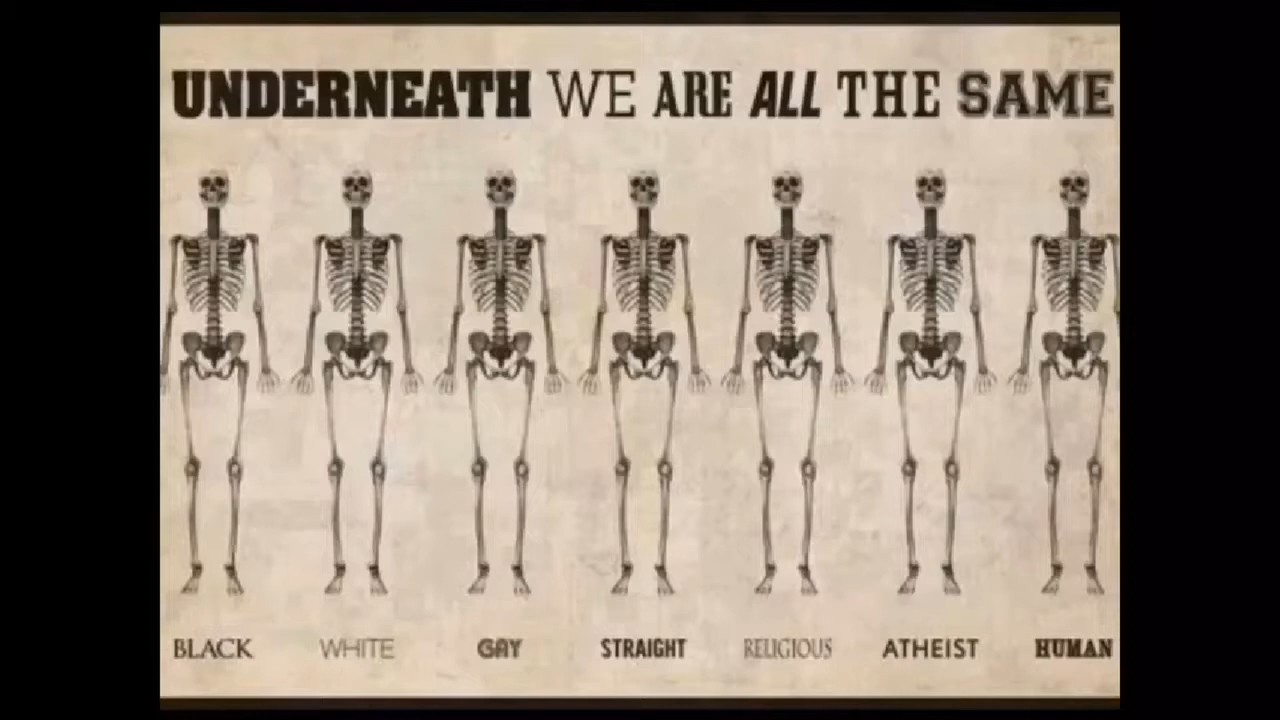 UNDERNEATH WE ARE ALL THE SAME
BLACK WHITE GAY STRAIGHT RELIGIOUS ATHEIST HUMAN